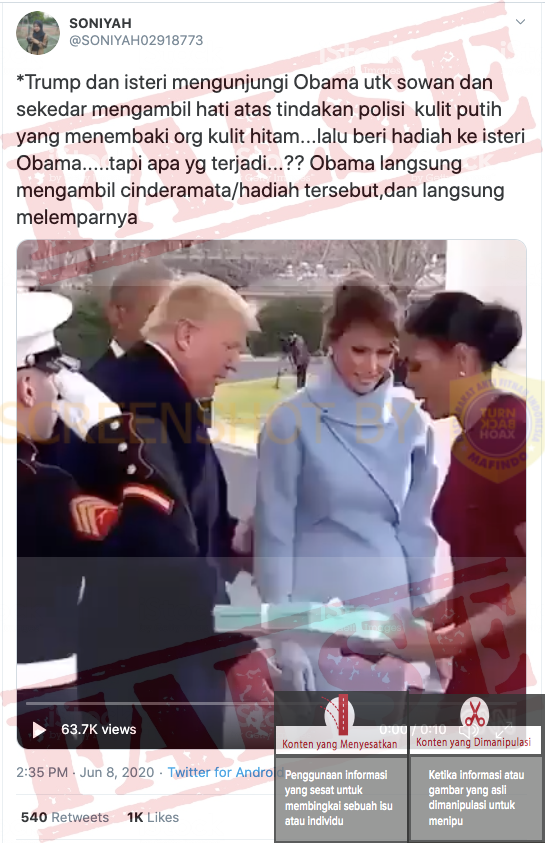 FALSE
SONIYAH
@SONIYAH02918773
*Trump dan isteri mengunjungi Obama utk sowan dan
sekedar mengambil hati atas tindakan polisi kulit putih
yang menembaki org kulit hitam...lalu beri hadiah ke isteri
Obama.....tapi apa yg terjadi...?? Obama langsung
mengambil cinderamata/hadiah tersebut,dan langsung
melemparnya
SCREENSHOT BY
TURN
BACK
HOAX
MAFINDO
FALSE
63.7K views
0:00 / 0:10
Konten yang Menyesatkan
Konten yang Dimanipulasi
Penggunaan informasi
yang sesat untuk
membingkai sebuah isu
atau individu
Ketika informasi atau
gambar yang asli
dimanipulasi untuk
menipu
2:35 PM · Jun 8, 2020 · Twitter for Android
540 Retweets 1K Likes